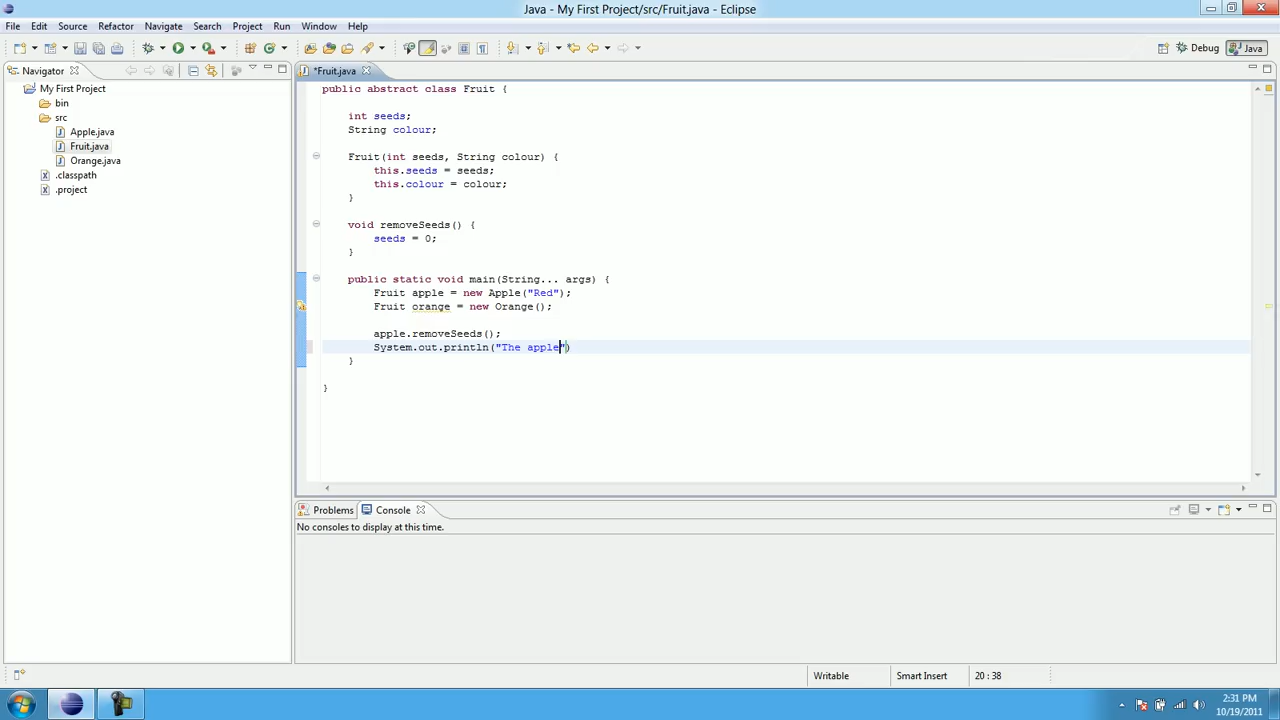 Java - My First Project/src/Fruit.java - Eclipse
File Edit Source Refactor Navigate Search Project Run Window Help
Debug Java
Navigator
*Fruit.java
My First Project
bin
src
Apple.java
Fruit.java
Orange.java
.classpath
.project
public abstract class Fruit {
int seeds;
String colour;
Fruit(int seeds, String colour) {
this.seeds = seeds;
this.colour = colour;
}
void removeSeeds() {
seeds = 0;
}
public static void main(String... args) {
Fruit apple = new Apple("Red");
Fruit orange = new Orange();
apple.removeSeeds();
System.out.println("The apple")
}
}
Problems Console
No consoles to display at this time.
Writable Smart Insert 20 : 38
2:31 PM
10/19/2011